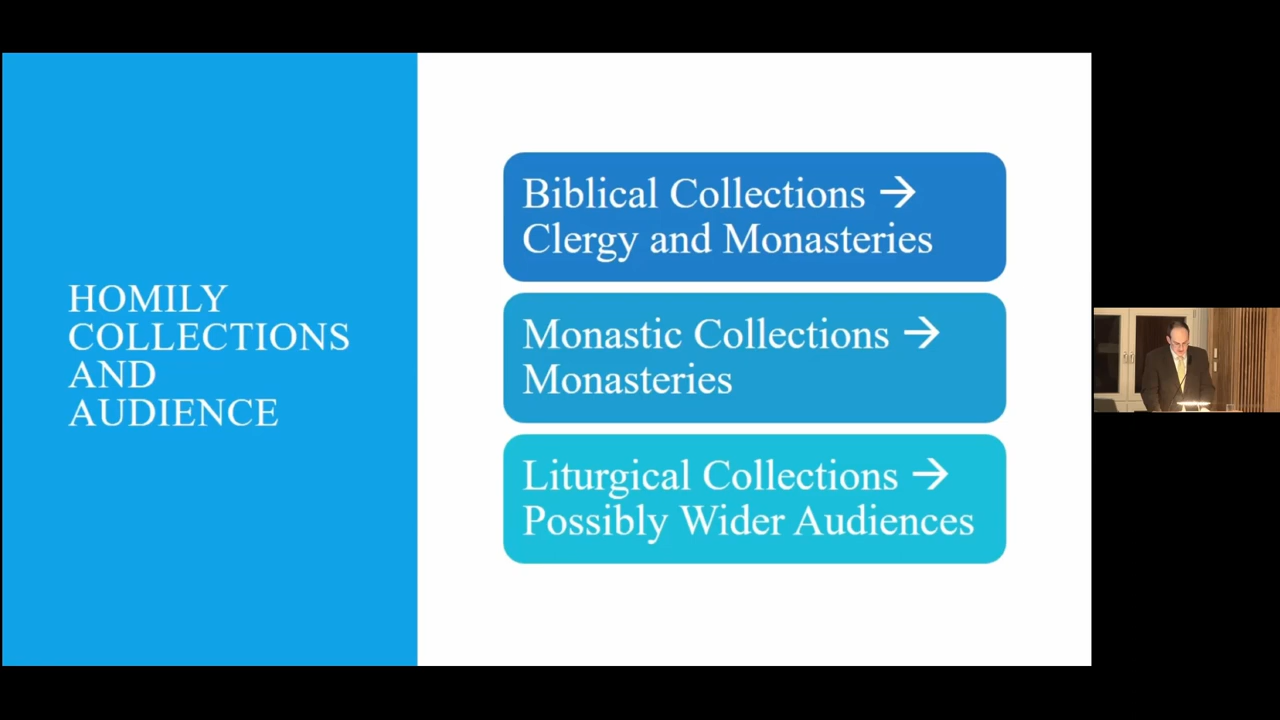 HOMILY
COLLECTIONS
AND
AUDIENCE
Biblical Collections →
Clergy and Monasteries
Monastic Collections →
Monasteries
Liturgical Collections →
Possibly Wider Audiences